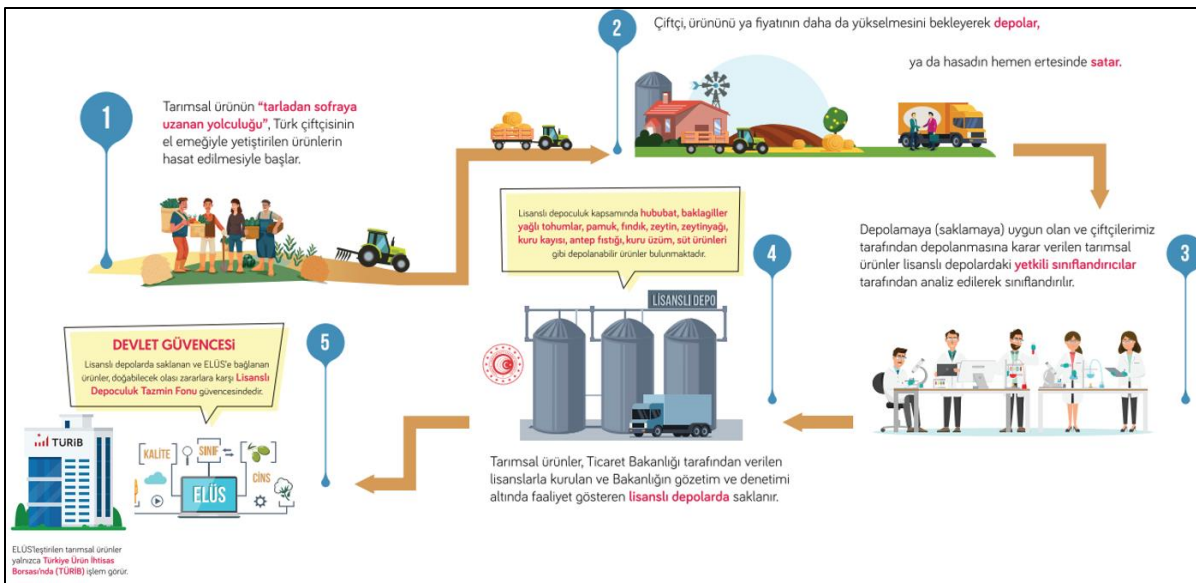 1
Tarımsal ürünün “tarladan sofraya
uzanan yolculuğu”, Türk çiftçisinin
el emeğiyle yetiştirilen ürünlerin
hasat edilmesiyle başlar.
2
Çiftçi, ürününü ya fiyatının daha da yükselmesini bekleyerek depolar,
ya da hasadın hemen ertesinde satar.
3
Depolamaya (saklamaya) uygun olan ve çiftçilerimiz
tarafından depolanmasına karar verilen tarımsal
ürünler lisanslı depolardaki yetkili sınıflandırıcılar
tarafından analiz edilerek sınıflandırılır.
4
Lisanslı depoculuk kapsamında hububat, baklagiller
yağlı tohumlar, pamuk, fındık, zeytin, zeytinyağı,
kuru kayısı, antep fıstığı, kuru üzüm, süt ürünleri
gibi depolanabilir ürünler bulunmaktadır.
LİSANSLI DEPO
Tarımsal ürünler, Ticaret Bakanlığı tarafından verilen
lisanslarla kurulan ve Bakanlığın gözetim ve denetimi
altında faaliyet gösteren lisanslı depolarda saklanır.
5
DEVLET GÜVENCESİ
Lisanslı depolarda saklanan ve ELÜS'e bağlanan
ürünler, doğabilecek olası zararlara karşı Lisanslı
Depoculuk Tazmin Fonu güvencesindedir.
TÜRİB
KALİTE
SINIF
CİNS
ELÜS
ELÜS'leştirilen tarımsal ürünler
yalnızca Türkiye Ürün İhtisas
Borsası'nda (TÜRİB) işlem görür.